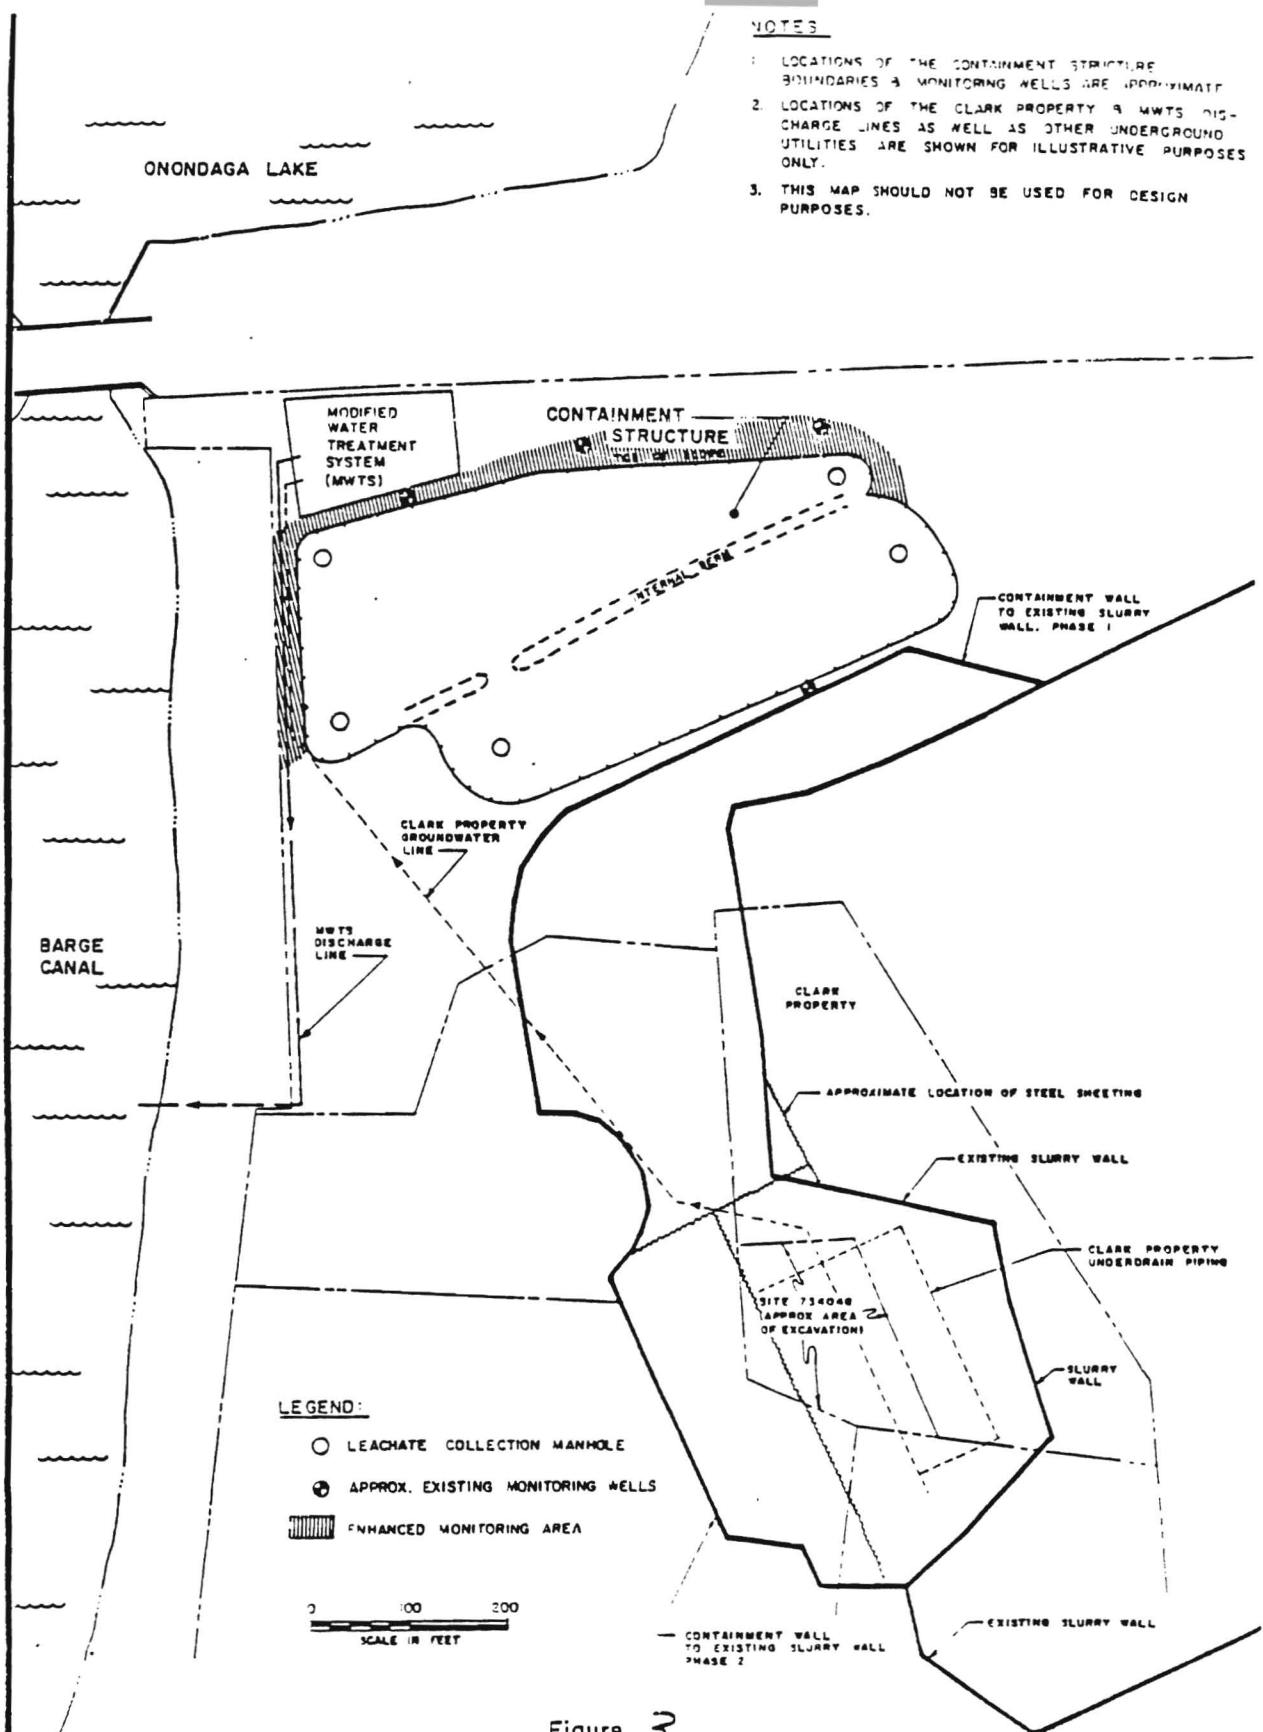 NOTES
1. LOCATIONS OF THE CONTAINMENT STRUCTURE
BOUNDARIES & MONITORING WELLS ARE APPROXIMATE
2. LOCATIONS OF THE CLARK PROPERTY & MWTS DIS-
CHARGE LINES AS WELL AS OTHER UNDERGROUND
UTILITIES ARE SHOWN FOR ILLUSTRATIVE PURPOSES
ONLY.
3. THIS MAP SHOULD NOT BE USED FOR DESIGN
PURPOSES.
ONONDAGA LAKE
MODIFIED
WATER
TREATMENT
SYSTEM
(MWTS)
CONTAINMENT
STRUCTURE
TOE OF SLOPE
INTERNAL BERM
CONTAINMENT WALL
TO EXISTING SLURRY
WALL, PHASE 1
CLARK PROPERTY
GROUNDWATER
LINE
MWTS
DISCHARGE
LINE
BARGE
CANAL
CLARK
PROPERTY
APPROXIMATE LOCATION OF STEEL SHEETING
EXISTING SLURRY WALL
CLARK PROPERTY
UNDERDRAIN PIPING
SITE 734048
(APPROX AREA
OF EXCAVATION)
SLURRY
WALL
LEGEND:
LEACHATE COLLECTION MANHOLE
APPROX. EXISTING MONITORING WELLS
ENHANCED MONITORING AREA
0 100 200
SCALE IN FEET
CONTAINMENT WALL
TO EXISTING SLURRY WALL
PHASE 2
EXISTING SLURRY WALL
Figure 3